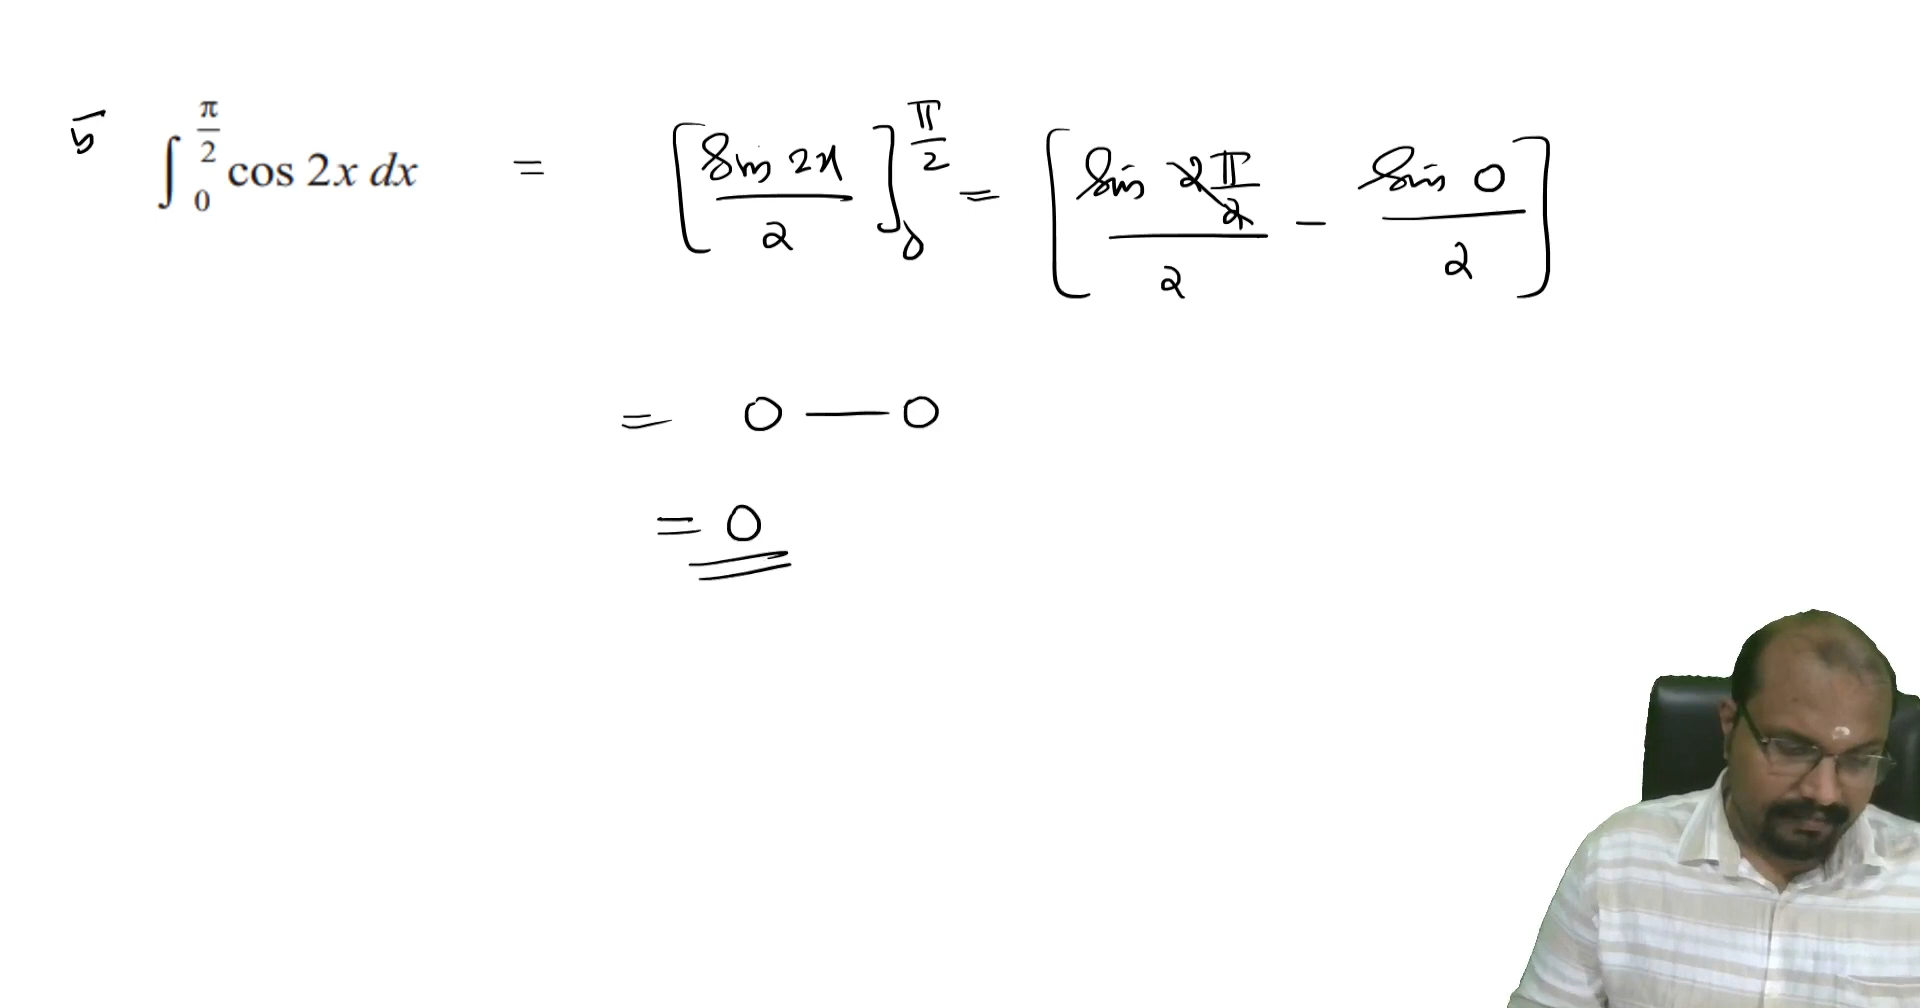 5 ∫₀^{π/2} cos 2x dx = [sin 2x / 2]₀^{π/2} = [sin 2π/2 / 2 − sin 0 / 2]
= 0 — 0
= 0